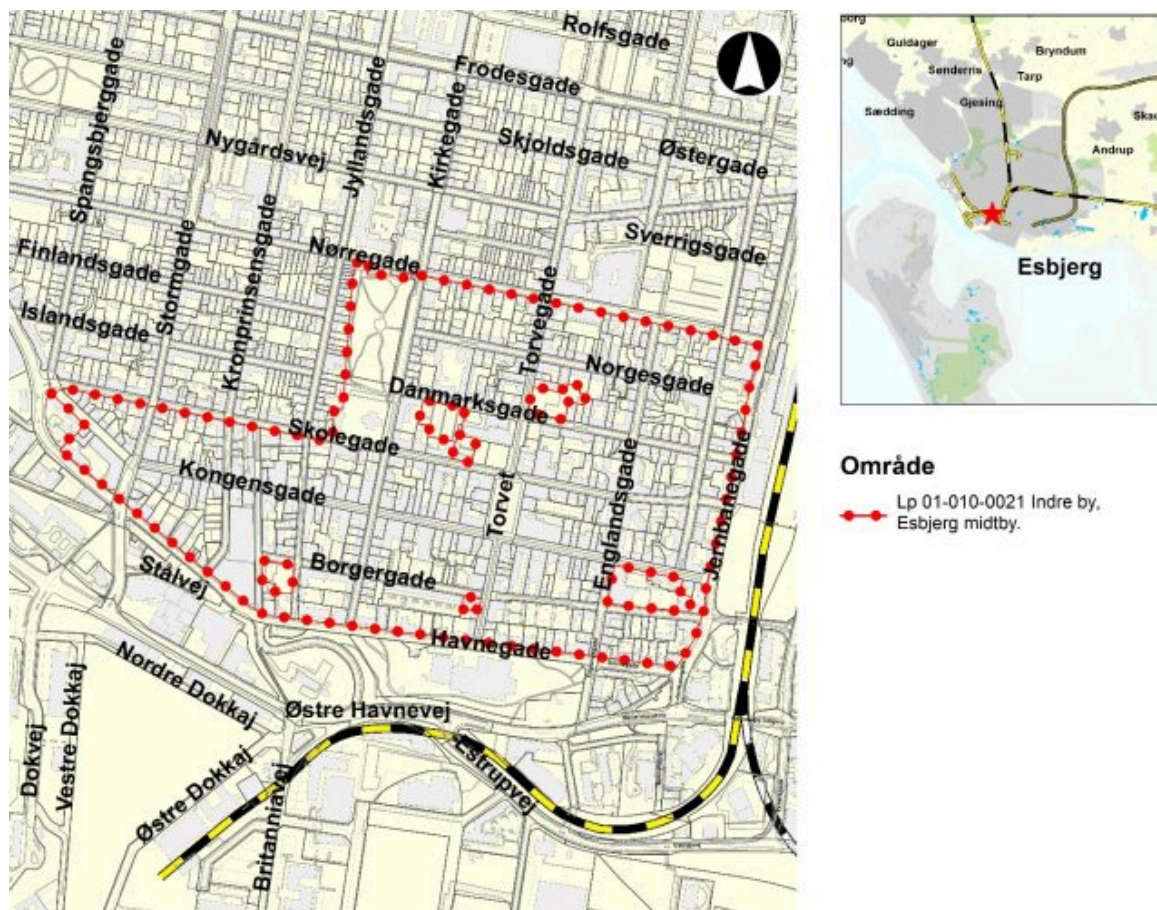 Rolfsgade
Frodesgade
Spangsbjerggade
Jyllandsgade
Kirkegade
Skjoldsgade
Østergade
Nygårdsvej
Stormgade
Kronprinsensgade
Sverrigsgade
Nørregade
Finlandsgade
Torvegade
Islandsgade
Norgesgade
Danmarksgade
Skolegade
Kongensgade
Torvet
Englandsgade
Jernbanegade
Borgergade
Stålvej
Havnegade
Nordre Dokkaj
Østre Havnevej
Dokvej
Vestre Dokkaj
Estrupvej
Østre Dokkaj
Britanniavej
Guldager
Bryndum
Sønderris
Tarp
Gjesing
Sædding
Andrup
Esbjerg
Område
Lp 01-010-0021 Indre by,
Esbjerg midtby.